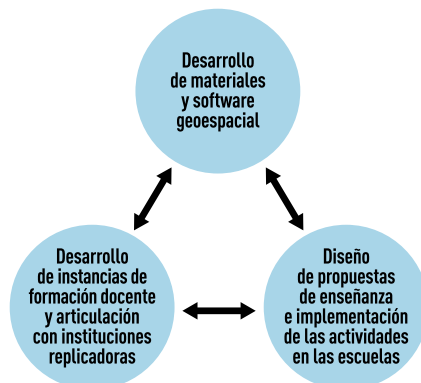 Desarrollo
de materiales
y software
geoespacial
Desarrollo
de instancias de
formación docente
y articulación
con instituciones
replicadoras
Diseño
de propuestas
de enseñanza
e implementación
de las actividades
en las escuelas